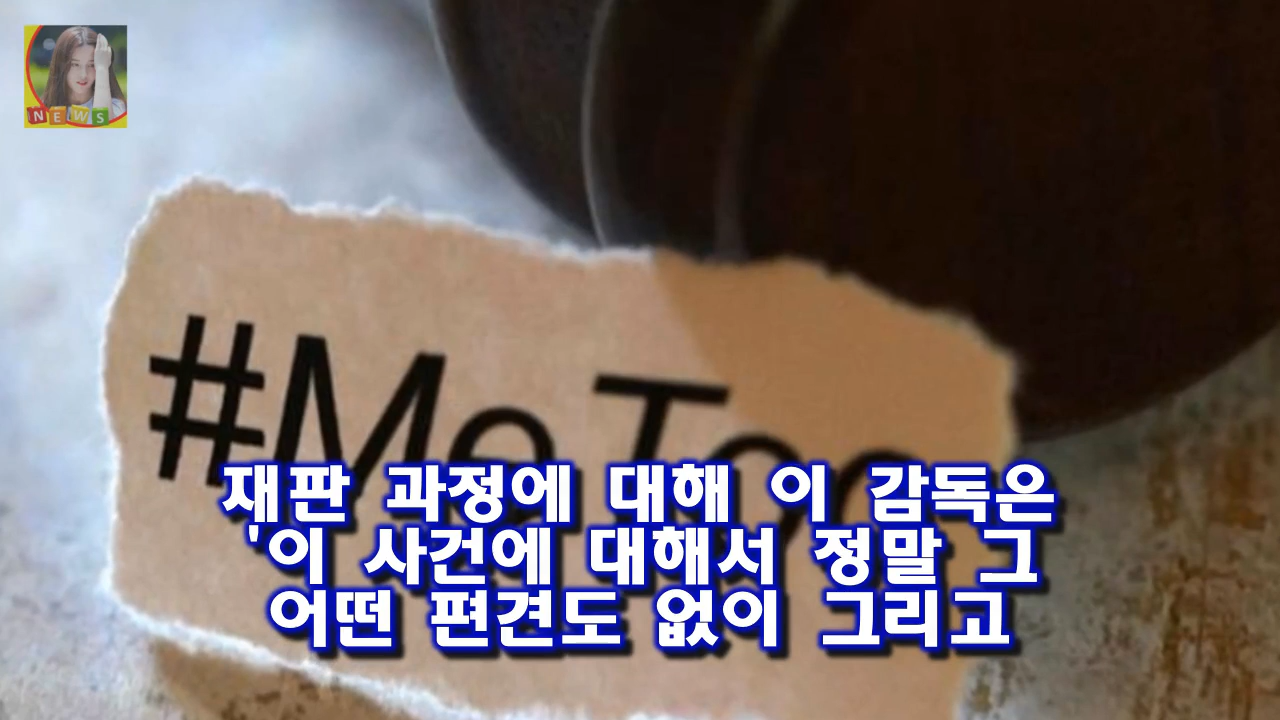 NEWS
#MeToo
재판 과정에 대해 이 감독은
'이 사건에 대해서 정말 그
어떤 편견도 없이 그리고